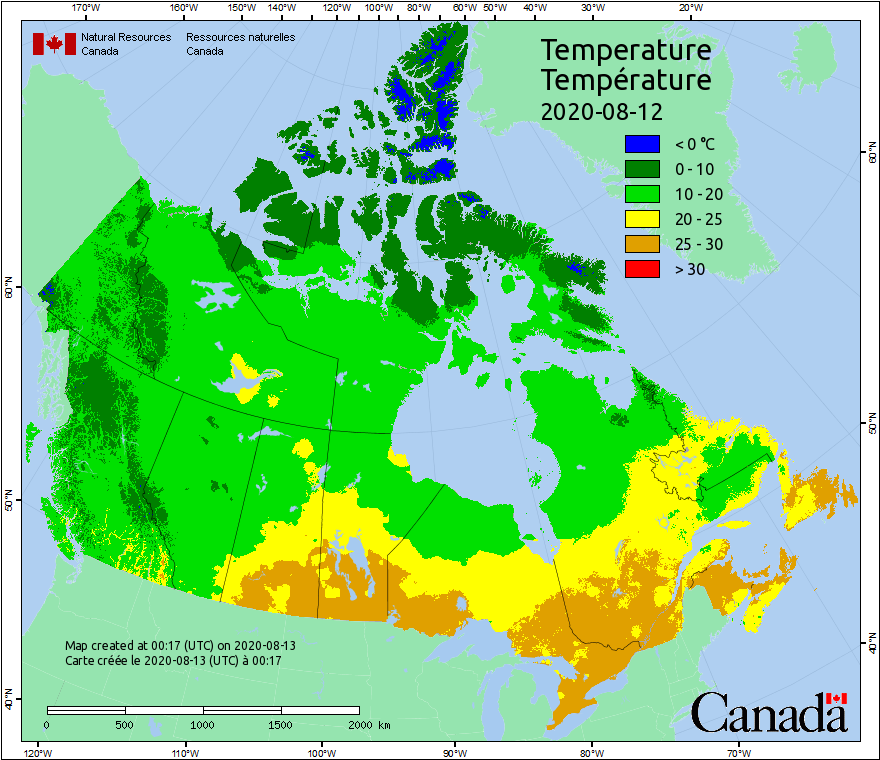 170°W 160°W 150°W 140°W 120°W 100°W 80°W 60°W 50°W 40°W 30°W 20°W
Natural Resources Ressources naturelles
Canada Canada
Temperature
Température
2020-08-12
< 0 °C
0 - 10
10 - 20
20 - 25
25 - 30
> 30
60°N 60°N
50°N 50°N
40°N 40°N
Map created at 00:17 (UTC) on 2020-08-13
Carte créée le 2020-08-13 (UTC) à 00:17
0 500 1000 1500 2000 km
Canada
120°W 110°W 100°W 90°W 80°W 70°W